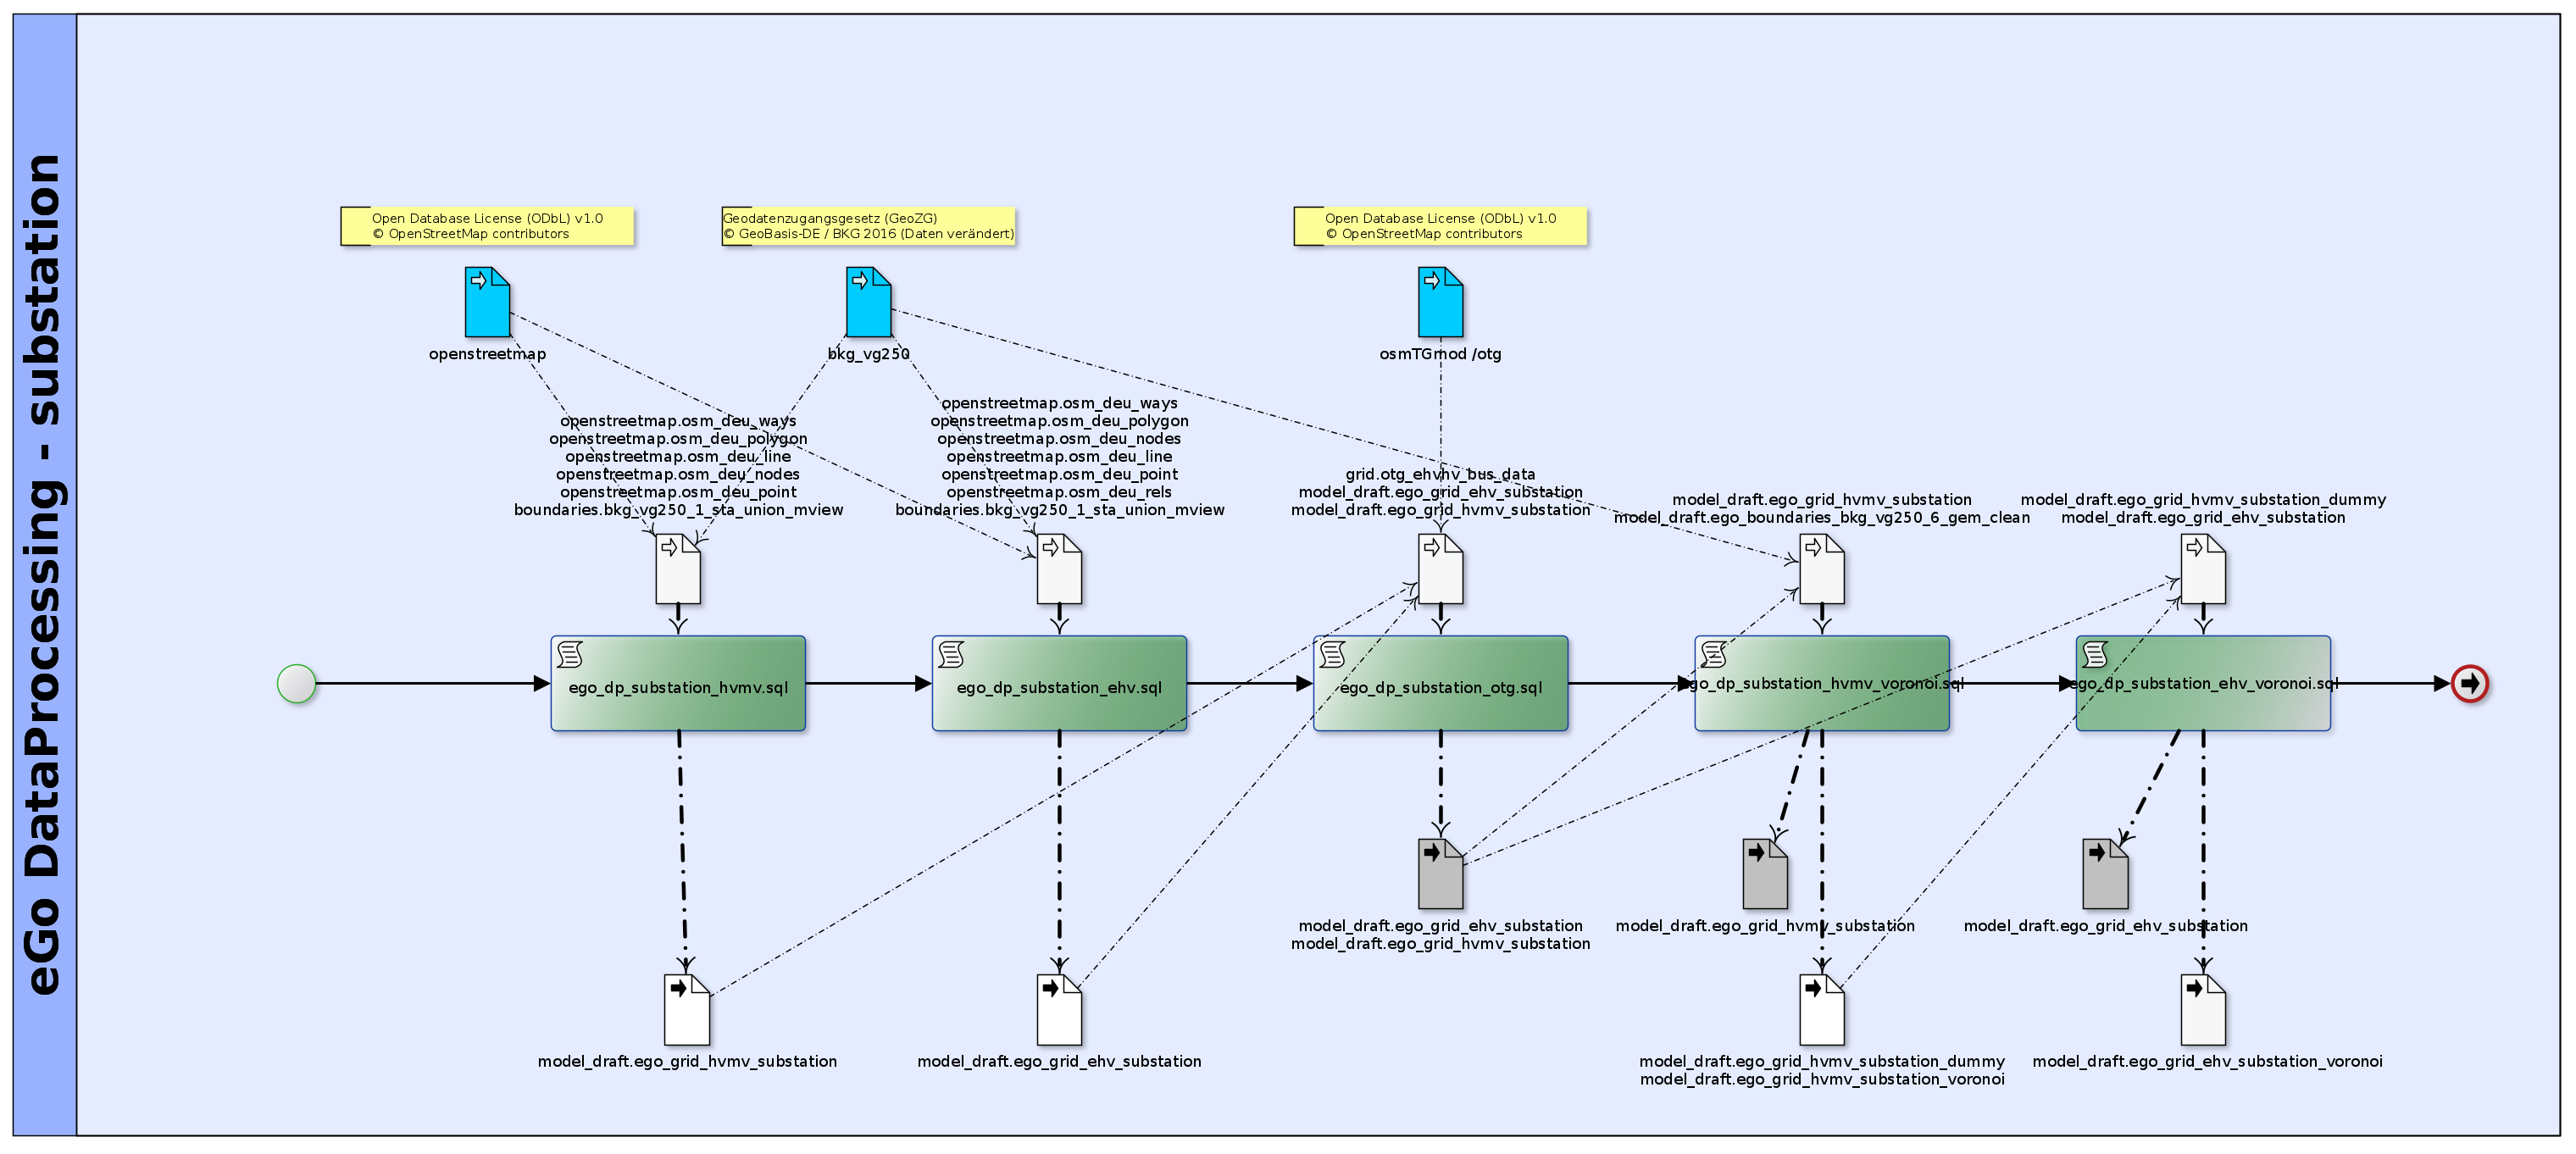 eGo DataProcessing - substation
Open Database License (ODbL) v1.0
© OpenStreetMap contributors
Geodatenzugangsgesetz (GeoZG)
© GeoBasis-DE / BKG 2016 (Daten verändert)
Open Database License (ODbL) v1.0
© OpenStreetMap contributors
openstreetmap
bkg_vg250
osmTGmod /otg
openstreetmap.osm_deu_ways
openstreetmap.osm_deu_polygon
openstreetmap.osm_deu_line
openstreetmap.osm_deu_nodes
openstreetmap.osm_deu_point
boundaries.bkg_vg250_1_sta_union_mview
openstreetmap.osm_deu_ways
openstreetmap.osm_deu_polygon
openstreetmap.osm_deu_nodes
openstreetmap.osm_deu_line
openstreetmap.osm_deu_point
openstreetmap.osm_deu_rels
boundaries.bkg_vg250_1_sta_union_mview
grid.otg_ehvhv_bus_data
model_draft.ego_grid_ehv_substation
model_draft.ego_grid_hvmv_substation
model_draft.ego_grid_hvmv_substation
model_draft.ego_boundaries_bkg_vg250_6_gem_clean
model_draft.ego_grid_hvmv_substation_dummy
model_draft.ego_grid_ehv_substation
ego_dp_substation_hvmv.sql
ego_dp_substation_ehv.sql
ego_dp_substation_otg.sql
ego_dp_substation_hvmv_voronoi.sql
ego_dp_substation_ehv_voronoi.sql
model_draft.ego_grid_ehv_substation
model_draft.ego_grid_hvmv_substation
model_draft.ego_grid_hvmv_substation
model_draft.ego_grid_ehv_substation
model_draft.ego_grid_hvmv_substation
model_draft.ego_grid_ehv_substation
model_draft.ego_grid_hvmv_substation_dummy
model_draft.ego_grid_hvmv_substation_voronoi
model_draft.ego_grid_ehv_substation_voronoi